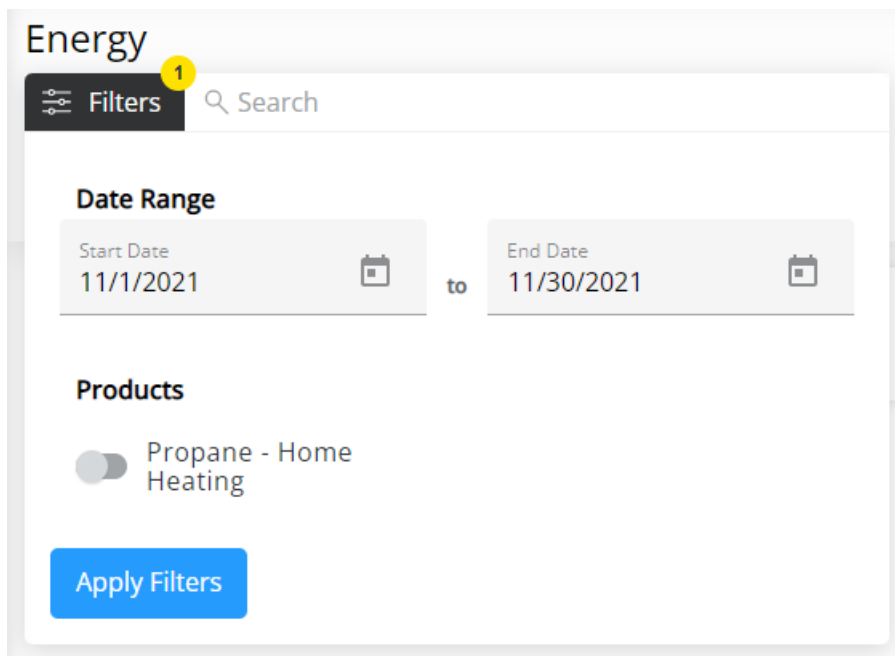 Energy
1
Filters
Search
Date Range
Start Date
11/1/2021
to
End Date
11/30/2021
Products
Propane - Home
Heating
Apply Filters